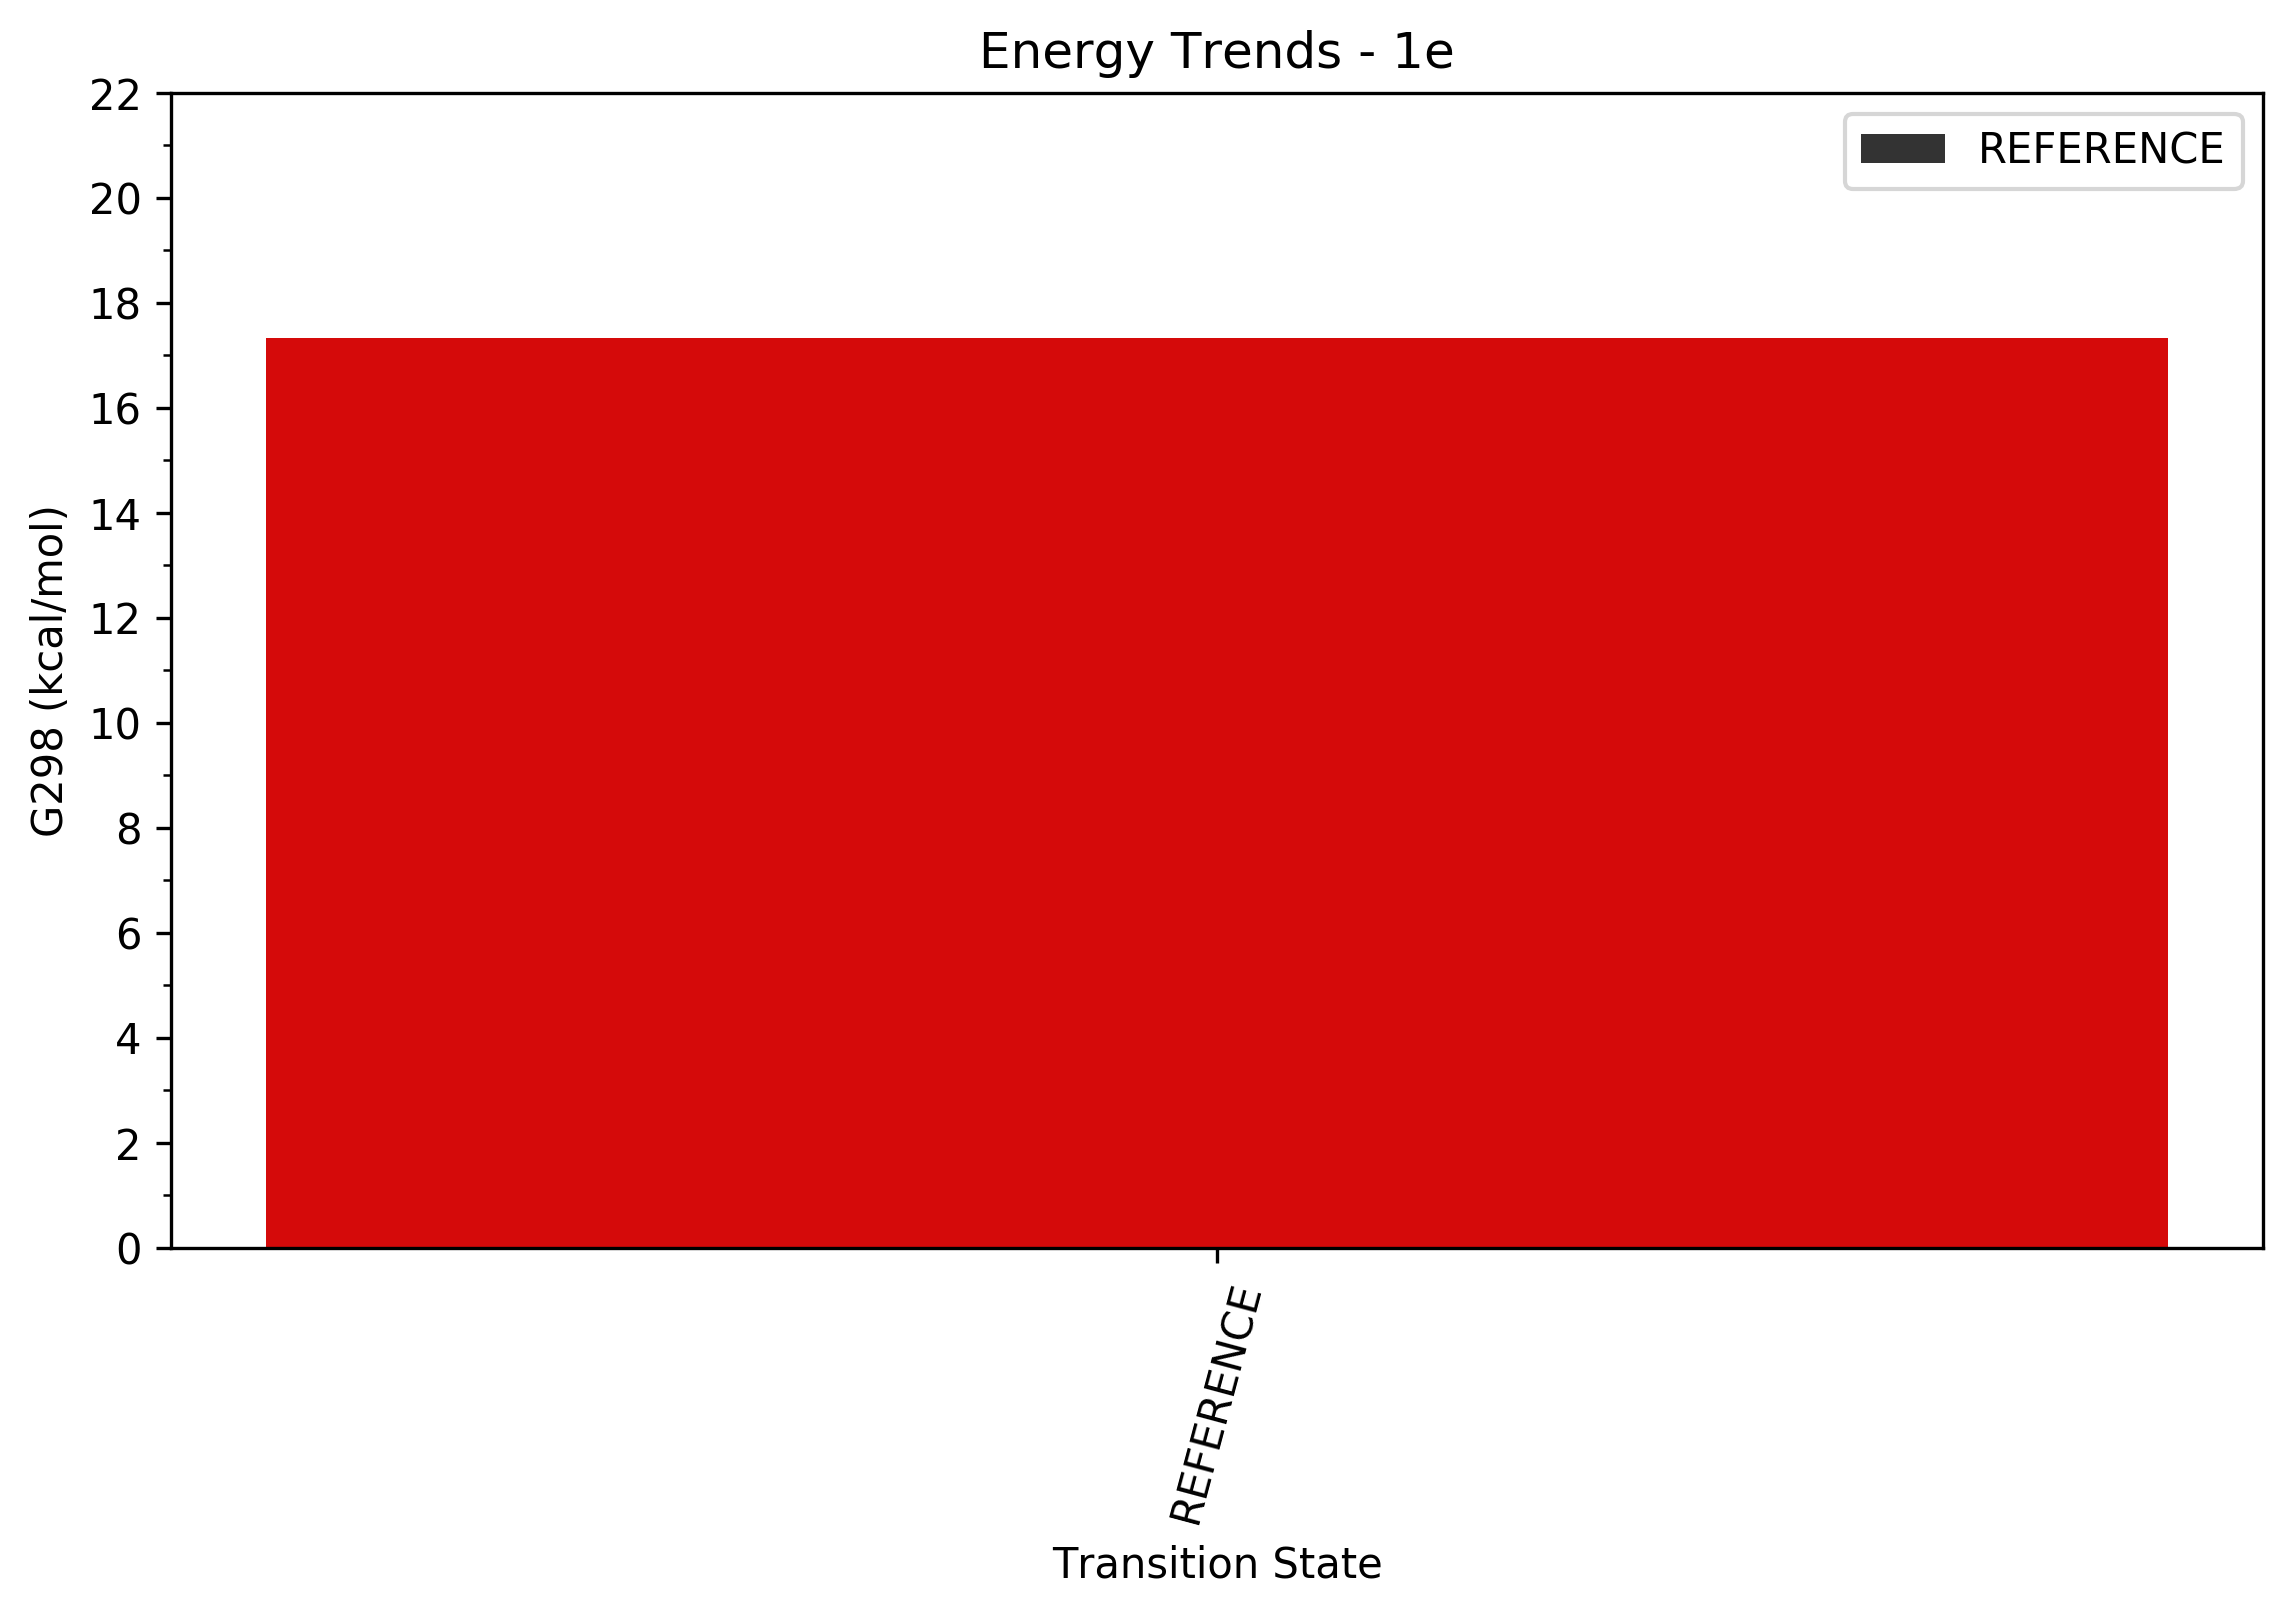 Energy Trends - 1e
REFERENCE
G298 (kcal/mol)
22
20
18
16
14
12
10
8
6
4
2
0
REFERENCE
Transition State